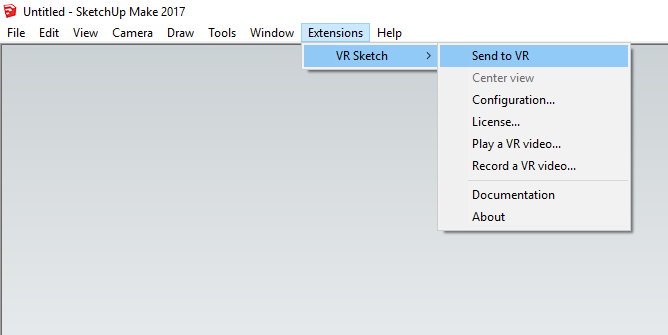 Untitled - SketchUp Make 2017
File Edit View Camera Draw Tools Window Extensions Help
VR Sketch
Send to VR
Center view
Configuration...
License...
Play a VR video...
Record a VR video...
Documentation
About